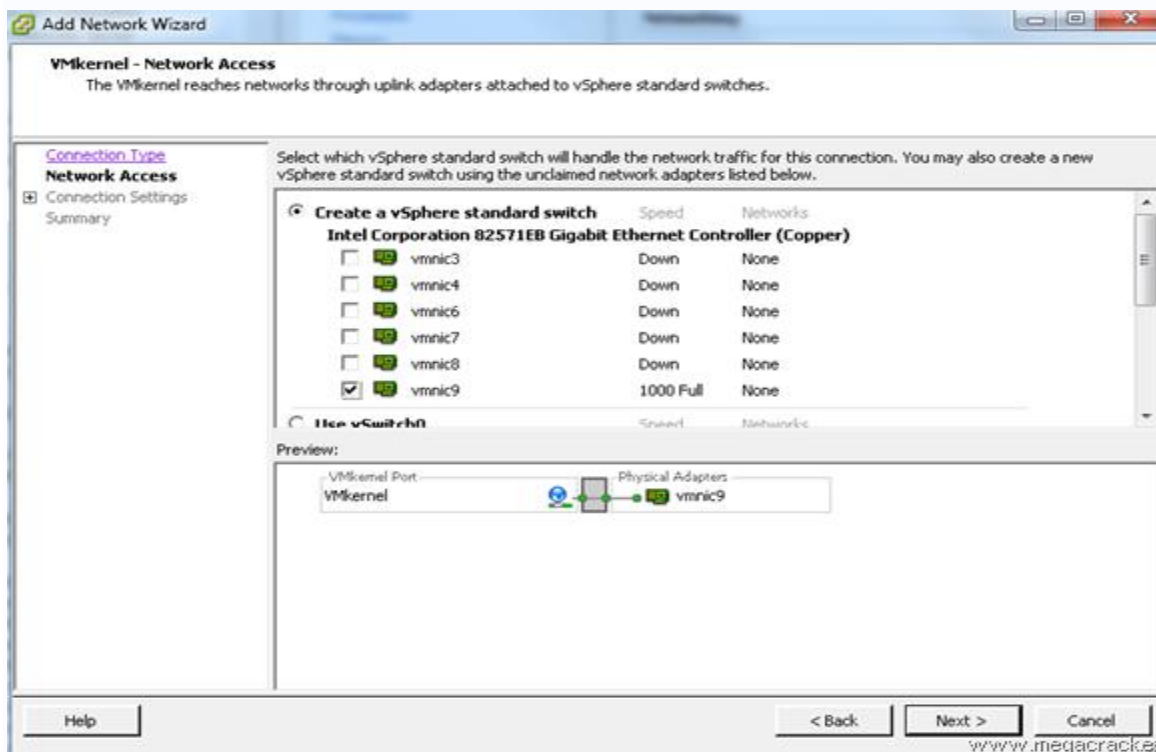 Add Network Wizard
VMkernel - Network Access
The VMkernel reaches networks through uplink adapters attached to vSphere standard switches.
Connection Type
Network Access
Connection Settings
Summary
Select which vSphere standard switch will handle the network traffic for this connection. You may also create a new
vSphere standard switch using the unclaimed network adapters listed below.
Create a vSphere standard switch Speed Networks
Intel Corporation 82571EB Gigabit Ethernet Controller (Copper)
vmnic3 Down None
vmnic4 Down None
vmnic6 Down None
vmnic7 Down None
vmnic8 Down None
vmnic9 1000 Full None
Use vSwitch0 Speed Networks
Preview:
VMkernel Port Physical Adapters
VMkernel vmnic9
Help < Back Next > Cancel